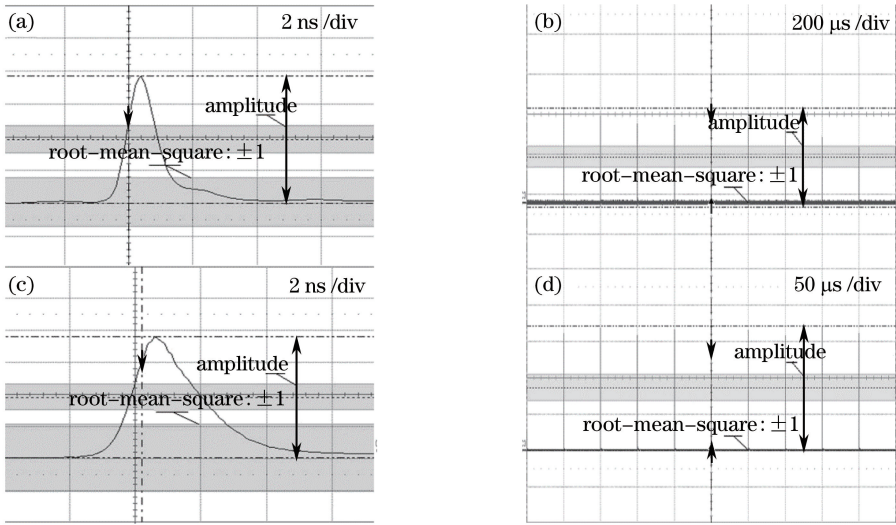 (a)
2 ns /div
amplitude
root-mean-square: ±1
(b)
200 μs /div
amplitude
root-mean-square: ±1
(c)
2 ns /div
amplitude
root-mean-square: ±1
(d)
50 μs /div
amplitude
root-mean-square: ±1